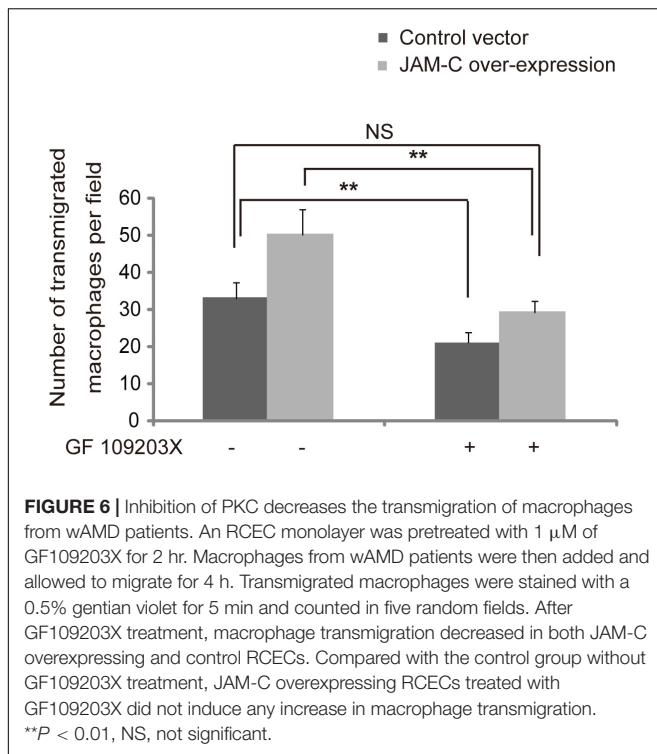 ■ Control vector
■ JAM-C over-expression
NS
**
**
Number of transmigrated
macrophages per field
60
50
40
30
20
10
0
GF 109203X - - + +
FIGURE 6 | Inhibition of PKC decreases the transmigration of macrophages
from wAMD patients. An RCEC monolayer was pretreated with 1 μM of
GF109203X for 2 hr. Macrophages from wAMD patients were then added and
allowed to migrate for 4 h. Transmigrated macrophages were stained with a
0.5% gentian violet for 5 min and counted in five random fields. After
GF109203X treatment, macrophage transmigration decreased in both JAM-C
overexpressing and control RCECs. Compared with the control group without
GF109203X treatment, JAM-C overexpressing RCECs treated with
GF109203X did not induce any increase in macrophage transmigration.
**P < 0.01, NS, not significant.